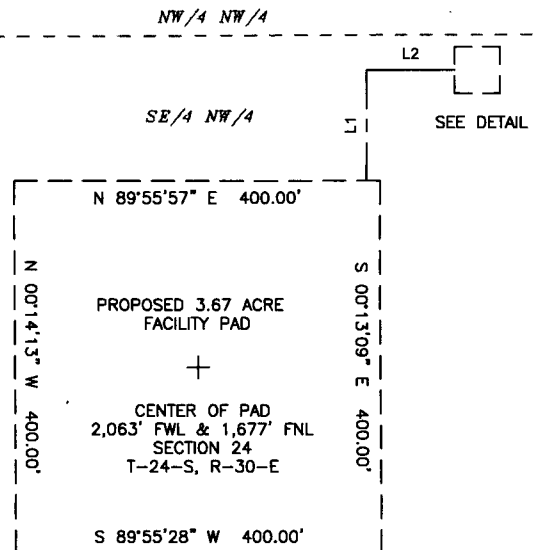 NW/4 NW/4
L2
SE/4 NW/4
L1
SEE DETAIL
N 89°55'57" E 400.00'
N 00°14'13" W 400.00'
S 00°13'09" E 400.00'
PROPOSED 3.67 ACRE
FACILITY PAD
CENTER OF PAD
2,063' FWL & 1,677' FNL
SECTION 24
T-24-S, R-30-E
S 89°55'28" W 400.00'